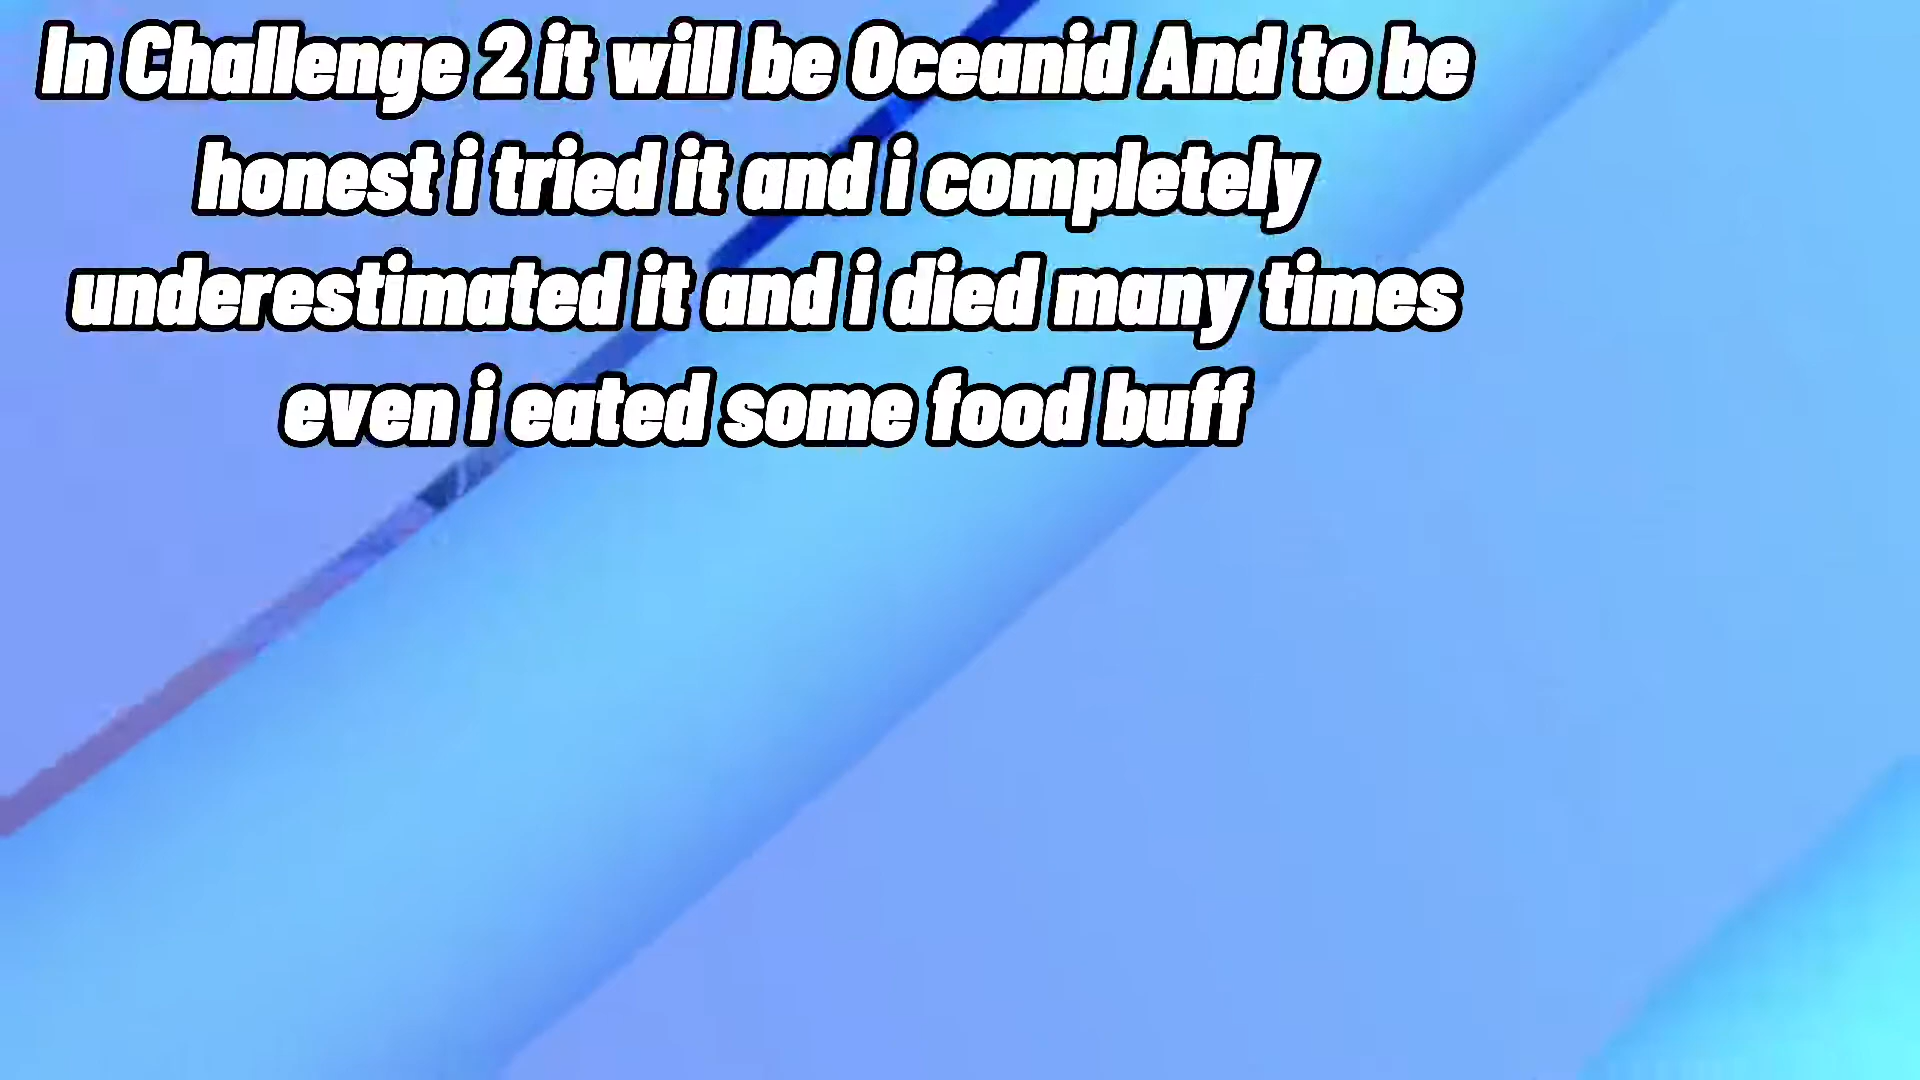 In Challenge 2 it will be Oceanid And to be
honest i tried it and i completely
underestimated it and i died many times
even i eated some food buff